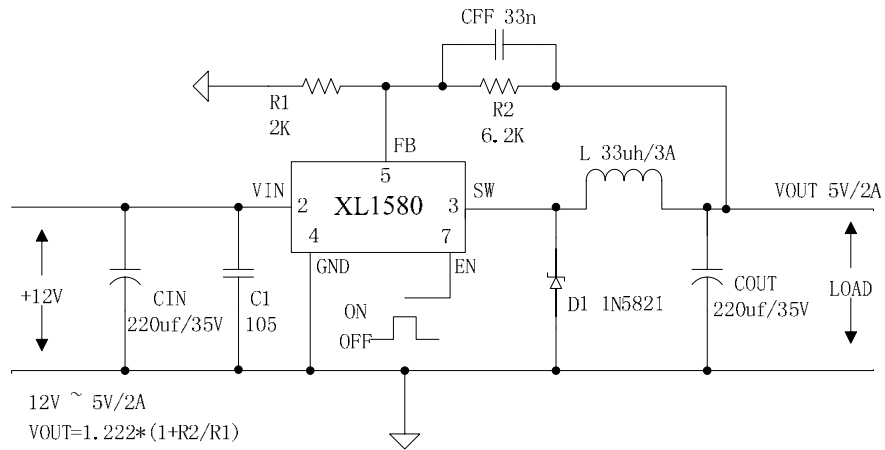 CFF 33n
R1
2K
R2
6.2K
FB
5
L 33uh/3A
VIN
SW
VOUT 5V/2A
2
XL1580
3
4
7
GND
EN
+12V
CIN
220uf/35V
C1
105
ON
OFF
D1 1N5821
COUT
220uf/35V
LOAD
12V ~ 5V/2A
VOUT=1.222*(1+R2/R1)